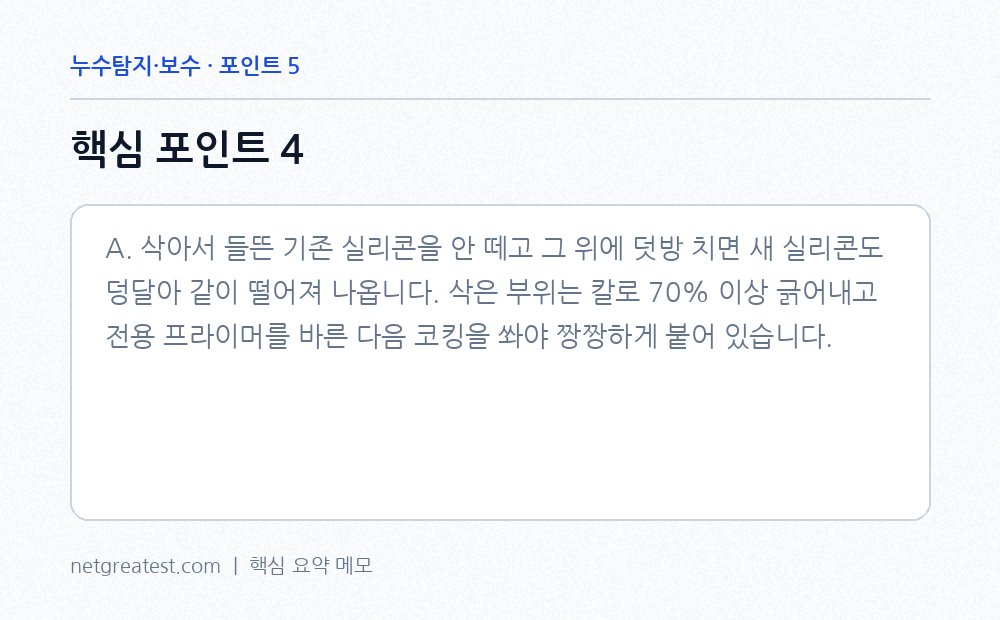 누수탐지·보수 · 포인트 5
핵심 포인트 4
A. 삭아서 들뜬 기존 실리콘을 안 떼고 그 위에 덧방 치면 새 실리콘도
덩달아 같이 떨어져 나옵니다. 삭은 부위는 칼로 70% 이상 긁어내고
전용 프라이머를 바른 다음 코킹을 쏴야 짱짱하게 붙어 있습니다.
netgreatest.com | 핵심 요약 메모